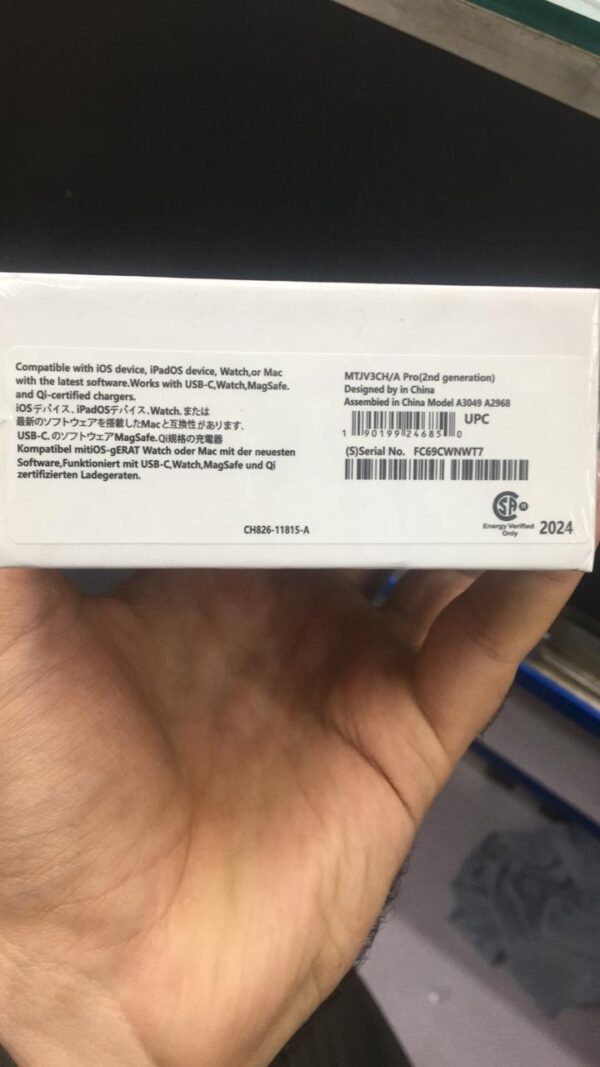 Compatible with iOS device, iPadOS device, Watch,or Mac
with the latest software.Works with USB-C,Watch,MagSafe.
and Qi-certified chargers.
iOSデバイス、iPadOSデバイス、Watch、または
最新のソフトウェアを搭載したMacと互換性があります.
USB-C、のソフトウェアMagSafe、Qi規格の充電器
Kompatibel mitiOS-gERAT Watch oder Mac mit der neuesten
Software,Funktioniert mit USB-C,Watch,MagSafe und Qi
zertifizierten Ladegeraten.
CH826-11815-A
MTJV3CH/A Pro(2nd generation)
Designed by in China
Assembied in China Model A3049 A2968
UPC
1 90199 24685 0
(S)Serial No. FC69CWNWT7
SA
®
Energy Verified
Only
2024